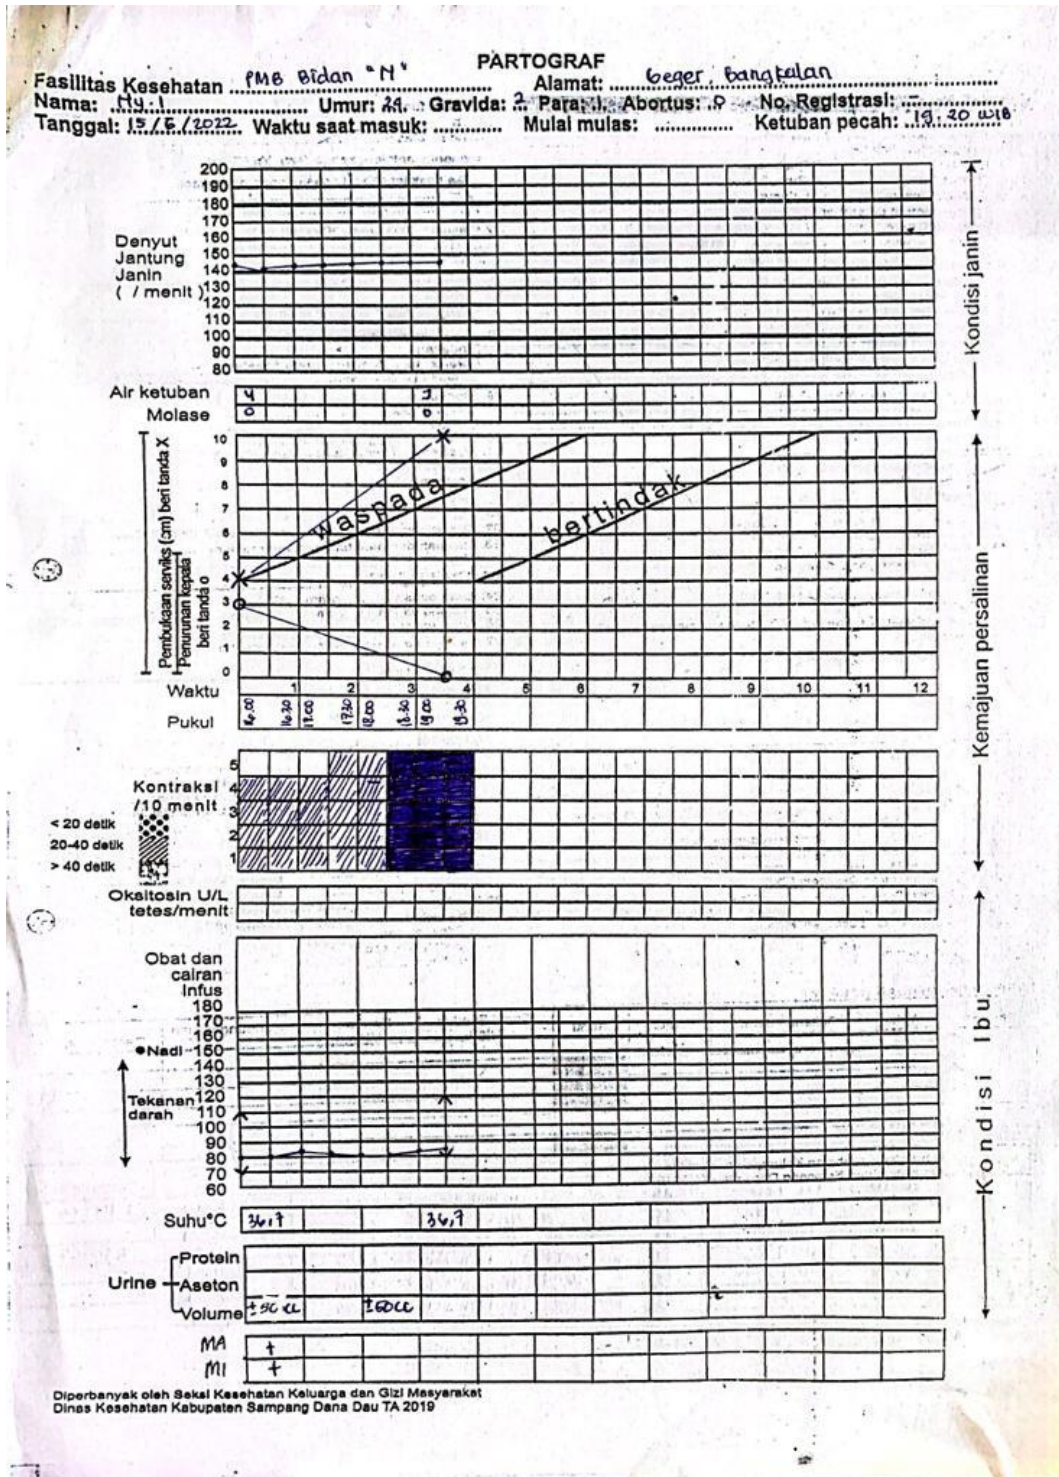 PARTOGRAF
Fasilitas Kesehatan PMB Bidan "M" Alamat: Geger, Bangkalan
Nama: Ny. I Umur: 29 Gravida: 2 Para: 1 Abortus: 0 No. Registrasi: -
Tanggal: 15/6/2022 Waktu saat masuk: Mulai mulas: Ketuban pecah: 19.20 WIB
200
190
180
170
160
150
140
130
120
110
100
90
80
Denyut
Jantung
Janin
( / menit )
Kondisi janin
Air ketuban U U
Molase 0 0
Pembukaan serviks (cm) beri tanda X
Penurunan kepala
beri tanda o
10
9
8
7
6
5
4
3
2
1
0
waspada
bertindak
Waktu 1 2 3 4 5 6 7 8 9 10 11 12
Pukul 16.00 16.30 17.00 17.30 18.00 18.30 19.00 19.30
Kemajuan persalinan
Kontraksi
/10 menit
5
4
3
2
1
< 20 detik
20-40 detik
> 40 detik
Oksitosin U/L
tetes/menit
Obat dan
cairan
Infus
180
170
160
150
140
130
120
110
100
90
80
70
60
Nadi
Tekanan
darah
Kondisi Ibu
Suhu°C 36,7 36,7
Urine
Protein
Aseton
Volume ±50 cc ±60cc
MA +
MI +
Diperbanyak oleh Seksi Kesehatan Keluarga dan Gizi Masyarakat
Dinas Kesehatan Kabupaten Sampang Dana Dau TA 2019